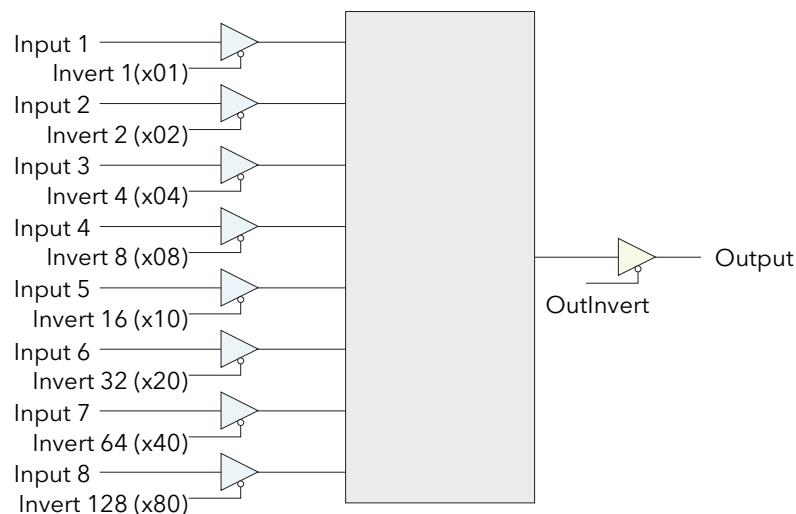 Input 1
Invert 1(x01)
Input 2
Invert 2 (x02)
Input 3
Invert 4 (x04)
Input 4
Invert 8 (x08)
Input 5
Invert 16 (x10)
Input 6
Invert 32 (x20)
Input 7
Invert 64 (x40)
Input 8
Invert 128 (x80)
Output
OutInvert